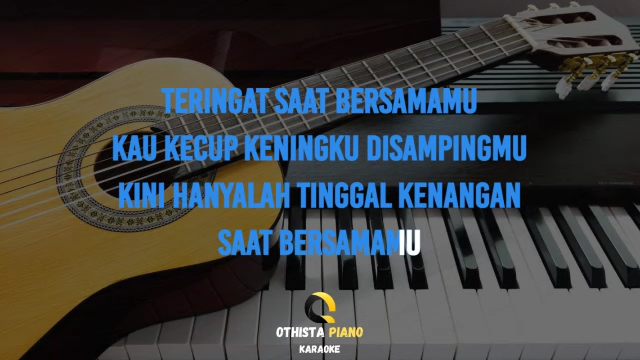 TERINGAT SAAT BERSAMAMU
KAU KECUP KENINGKU DISAMPINGMU
KINI HANYALAH TINGGAL KENANGAN
SAAT BERSAMAMU
OTHISTA PIANO
KARAOKE